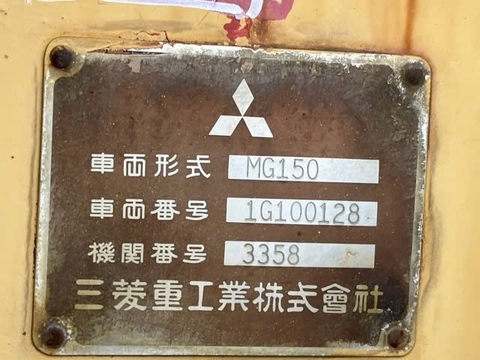 車両形式 MG150
車両番号 1G100128
機関番号 3358
三菱重工業株式會社